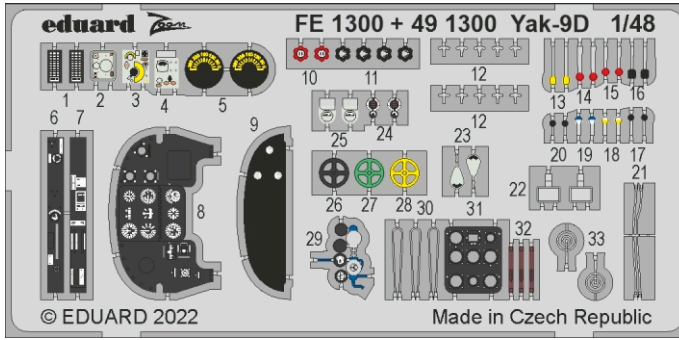 eduard Zoom FE 1300 + 49 1300 Yak-9D 1/48
1 2 3 4 5 10 11 12 13 14 15 16
6 7 9 25 24 12 23 20 19 18 17
8 26 27 28 22 21
29 30 31 32 33
© EDUARD 2022 Made in Czech Republic